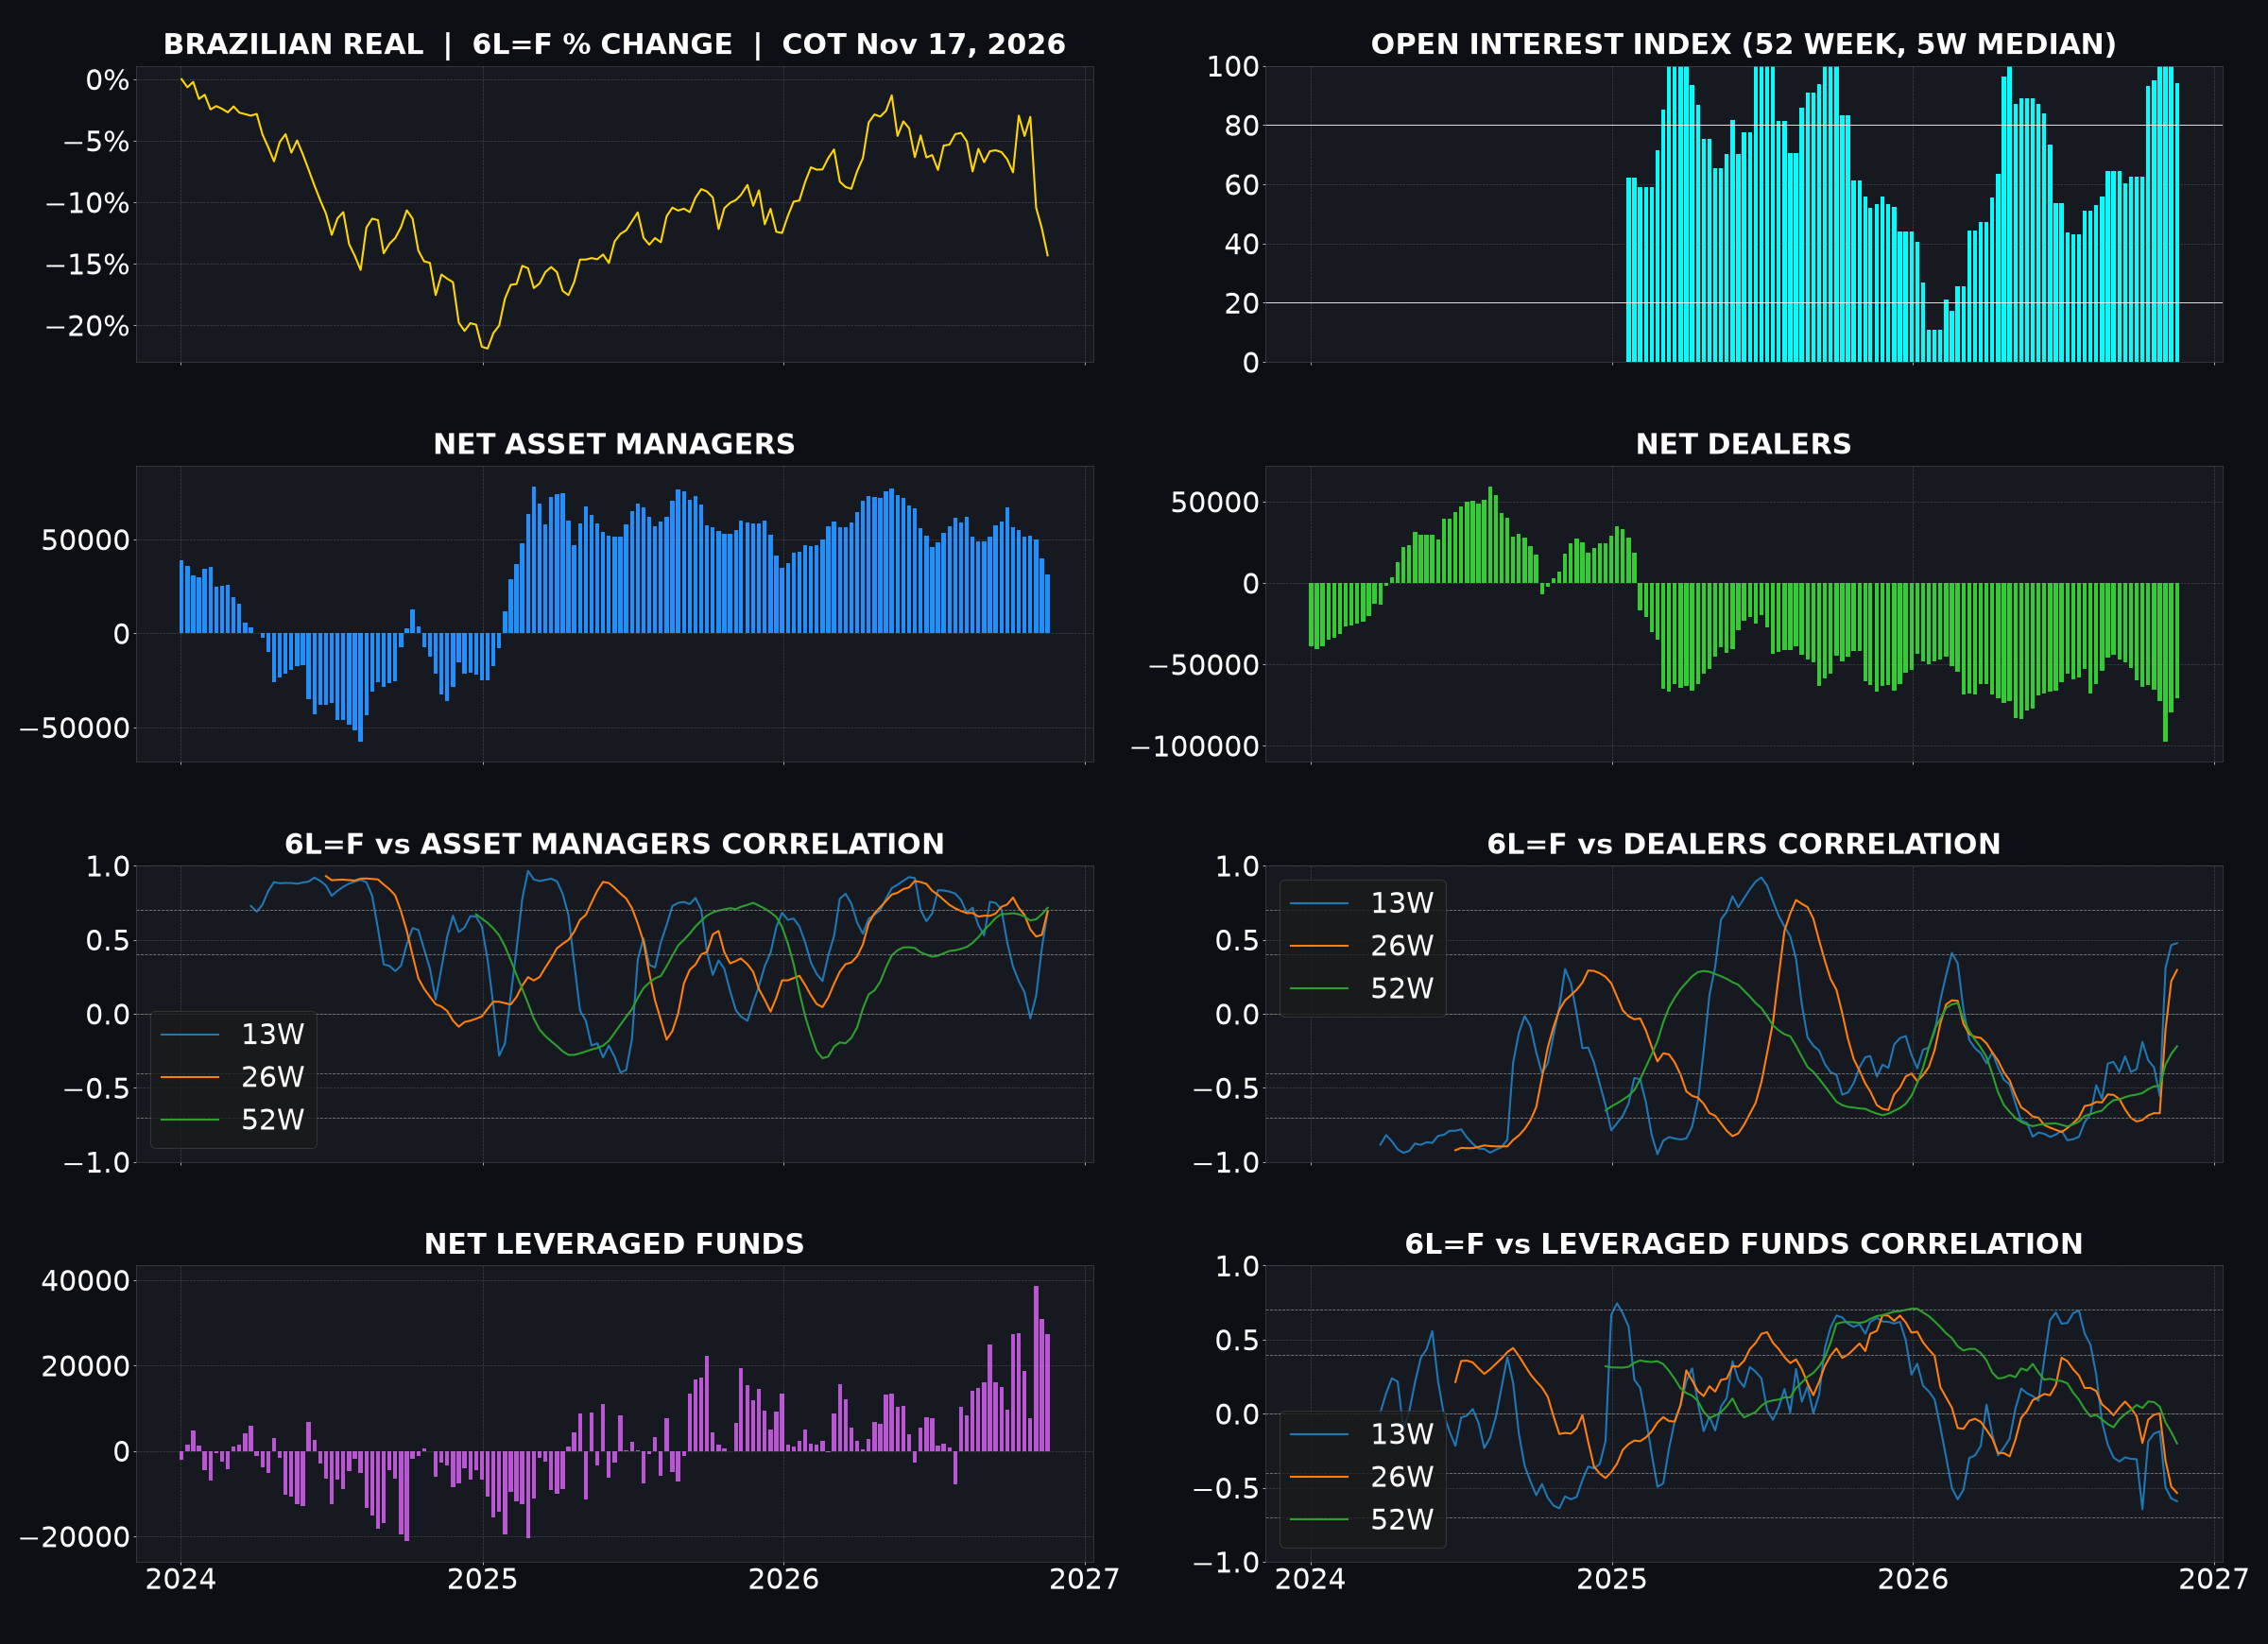 BRAZILIAN REAL | 6L=F % CHANGE | COT Nov 17, 2026
0%
−5%
−10%
−15%
−20%
OPEN INTEREST INDEX (52 WEEK, 5W MEDIAN)
100
80
60
40
20
0
NET ASSET MANAGERS
50000
0
−50000
NET DEALERS
50000
0
−50000
−100000
6L=F vs ASSET MANAGERS CORRELATION
1.0
0.5
0.0
−0.5
−1.0
13W
26W
52W
6L=F vs DEALERS CORRELATION
1.0
0.5
0.0
−0.5
−1.0
13W
26W
52W
NET LEVERAGED FUNDS
40000
20000
0
−20000
2024
2025
2026
2027
6L=F vs LEVERAGED FUNDS CORRELATION
1.0
0.5
0.0
−0.5
−1.0
13W
26W
52W
2024
2025
2026
2027